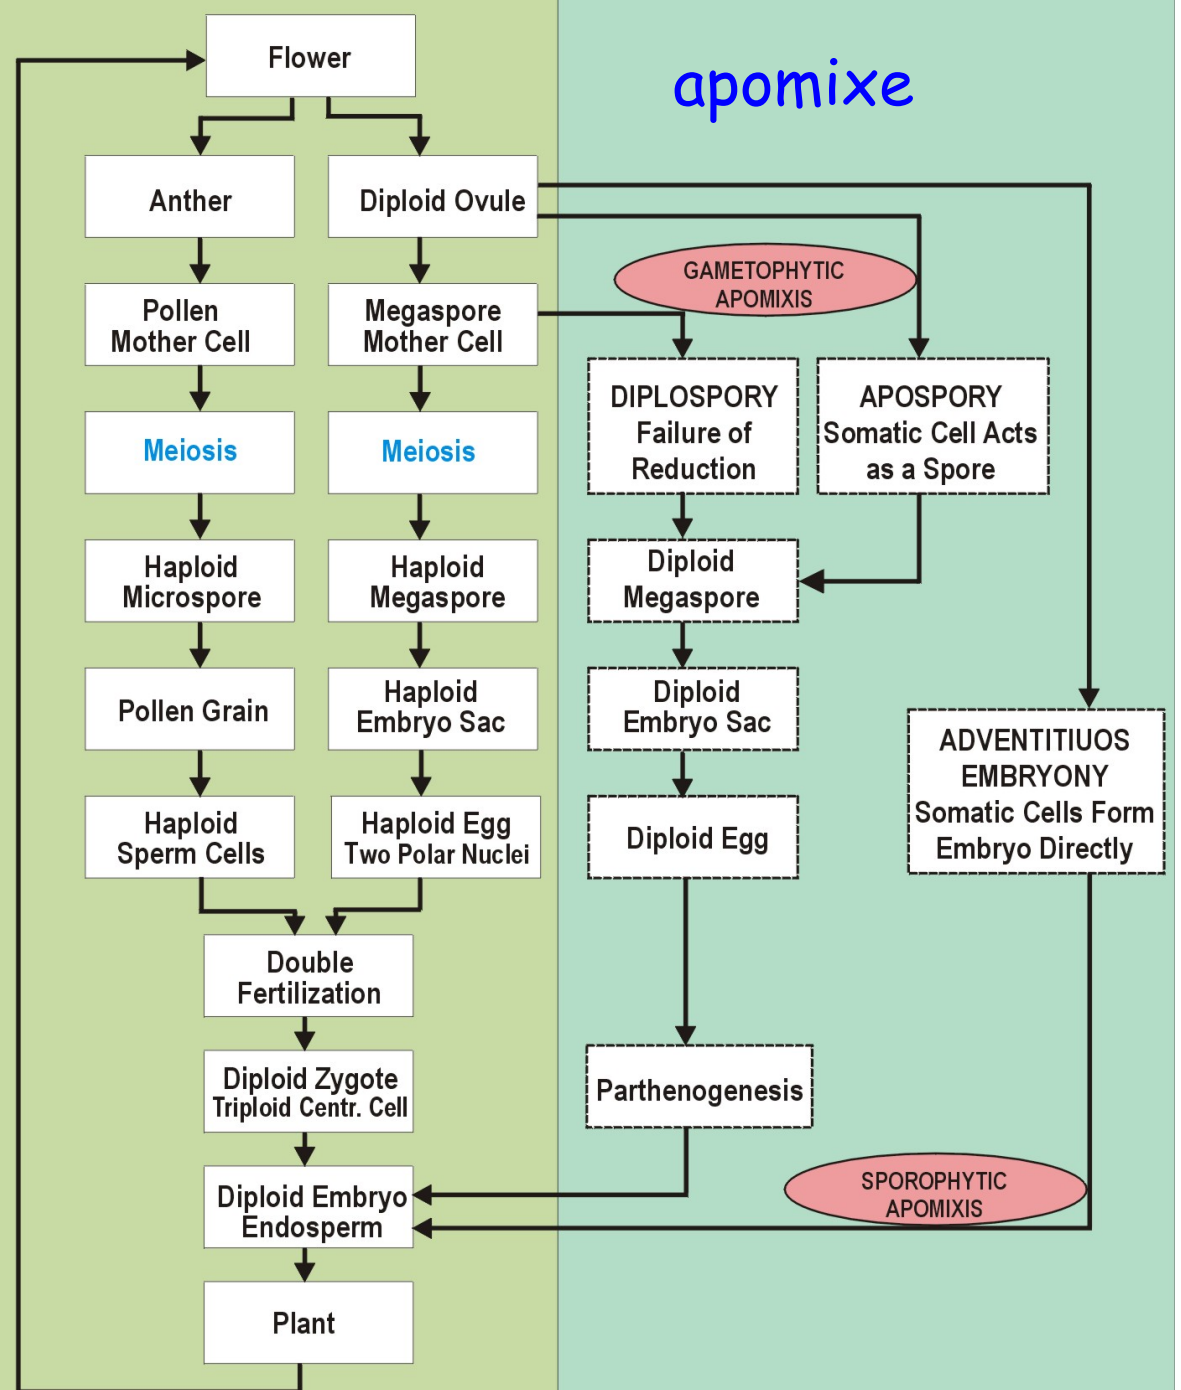 Flower
apomixe
Anther
Diploid Ovule
GAMETOPHYTIC
APOMIXIS
Pollen
Mother Cell
Megaspore
Mother Cell
DIPLOSPORY
Failure of
Reduction
APOSPORY
Somatic Cell Acts
as a Spore
Meiosis
Meiosis
Haploid
Microspore
Haploid
Megaspore
Diploid
Megaspore
Pollen Grain
Haploid
Embryo Sac
Diploid
Embryo Sac
ADVENTITIUOS
EMBRYONY
Somatic Cells Form
Embryo Directly
Haploid
Sperm Cells
Haploid Egg
Two Polar Nuclei
Diploid Egg
Double
Fertilization
Diploid Zygote
Triploid Centr. Cell
Parthenogenesis
Diploid Embryo
Endosperm
SPOROPHYTIC
APOMIXIS
Plant